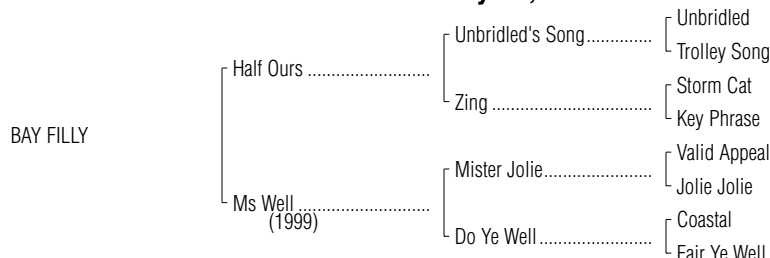 Unbridled
Unbridled's Song
Trolley Song
Half Ours
Storm Cat
Zing
Key Phrase
BAY FILLY
Valid Appeal
Mister Jolie
Jolie Jolie
Ms Well
(1999)
Coastal
Do Ye Well
Fair Ye Well